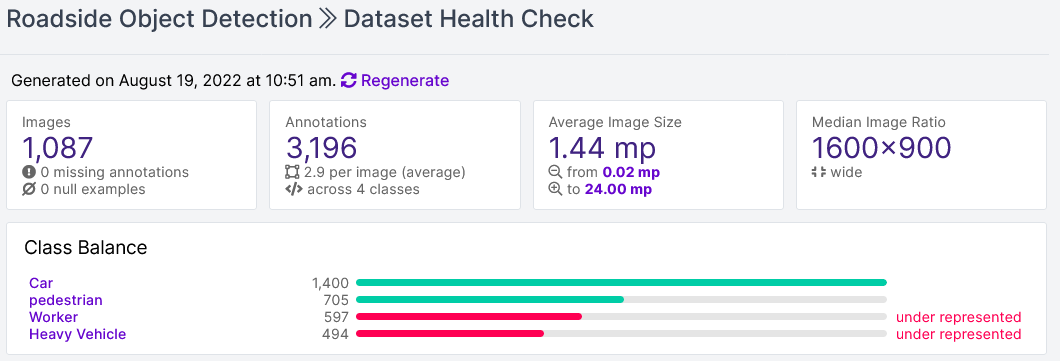 Roadside Object Detection » Dataset Health Check
Generated on August 19, 2022 at 10:51 am. Regenerate
Images
1,087
0 missing annotations
0 null examples
Annotations
3,196
2.9 per image (average)
across 4 classes
Average Image Size
1.44 mp
from 0.02 mp
to 24.00 mp
Median Image Ratio
1600×900
wide
Class Balance
Car 1,400
pedestrian 705
Worker 597 under represented
Heavy Vehicle 494 under represented